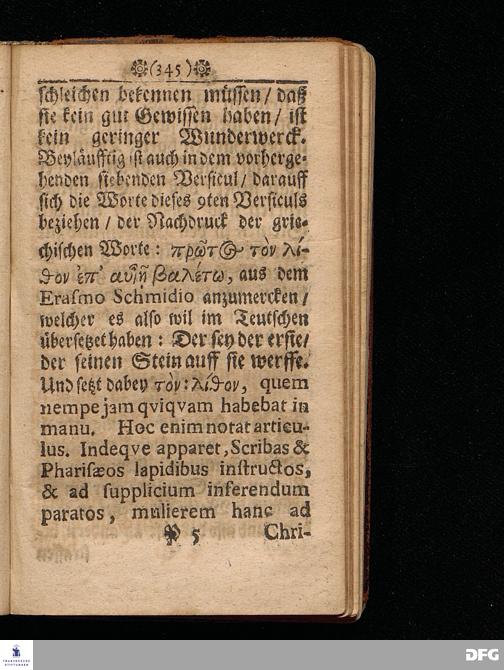 (345)
schleichen bekennen müssen / daß
sie kein gut Gewissen haben / ist
kein geringer Wunderwerck.
Beyläufftig ist auch in dem vorherge-
henden siebenden Versicul / darauff
sich die Worte dieses 9ten Versiculs
beziehen / der Nachdruck der grie-
chischen Worte: πρῶτος τὸν λί-
θον ἐπ' αυτῆ βαλέτω, aus dem
Erasmo Schmidio anzumercken /
welcher es also wil im Teutschen
übersetzet haben: Der sey der erste /
der seinen Stein auff sie werffe.
Und setzt dabey τὸν: λίθον, quem
nempe jam qviqvam habebat in
manu. Hoc enim notat articu-
lus. Indeqve apparet, Scribas &
Pharisæos lapidibus instructos,
& ad supplicium inferendum
paratos, mulierem hanc ad
P 5 Chri-
FRANCKESCHE STIFTUNGEN
DFG